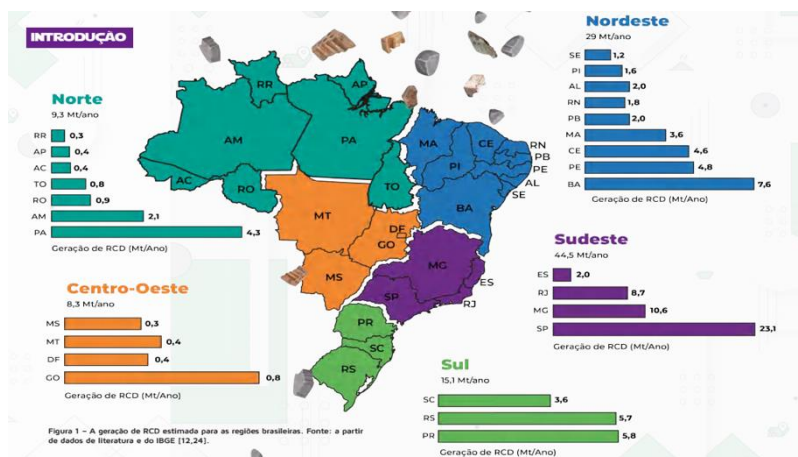 INTRODUÇÃO
Norte
9,3 Mt/ano
RR 0,3
AP 0,4
AC 0,4
TO 0,8
RO 0,9
AM 2,1
PA 4,3
Geração de RCD (Mt/Ano)
Centro-Oeste
8,3 Mt/ano
MS 0,3
MT 0,4
DF 0,4
GO 0,8
Geração de RCD (Mt/Ano)
RR
AP
AM
PA
AC
RO
TO
MT
DF
GO
MS
MA
CE
RN
PB
PE
AL
SE
PI
BA
MG
ES
SP
RJ
PR
SC
RS
Nordeste
29 Mt/ano
SE 1,2
PI 1,6
AL 2,0
RN 1,8
PB 2,0
MA 3,6
CE 4,6
PE 4,8
BA 7,6
Geração de RCD (Mt/Ano)
Sudeste
44,5 Mt/ano
ES 2,0
RJ 8,7
MG 10,6
SP 23,1
Geração de RCD (Mt/Ano)
Sul
15,1 Mt/ano
SC 3,6
RS 5,7
PR 5,8
Geração de RCD (Mt/Ano)
Figura 1 – A geração de RCD estimada para as regiões brasileiras. Fonte: a partir
de dados de literatura e do IBGE [12,24].